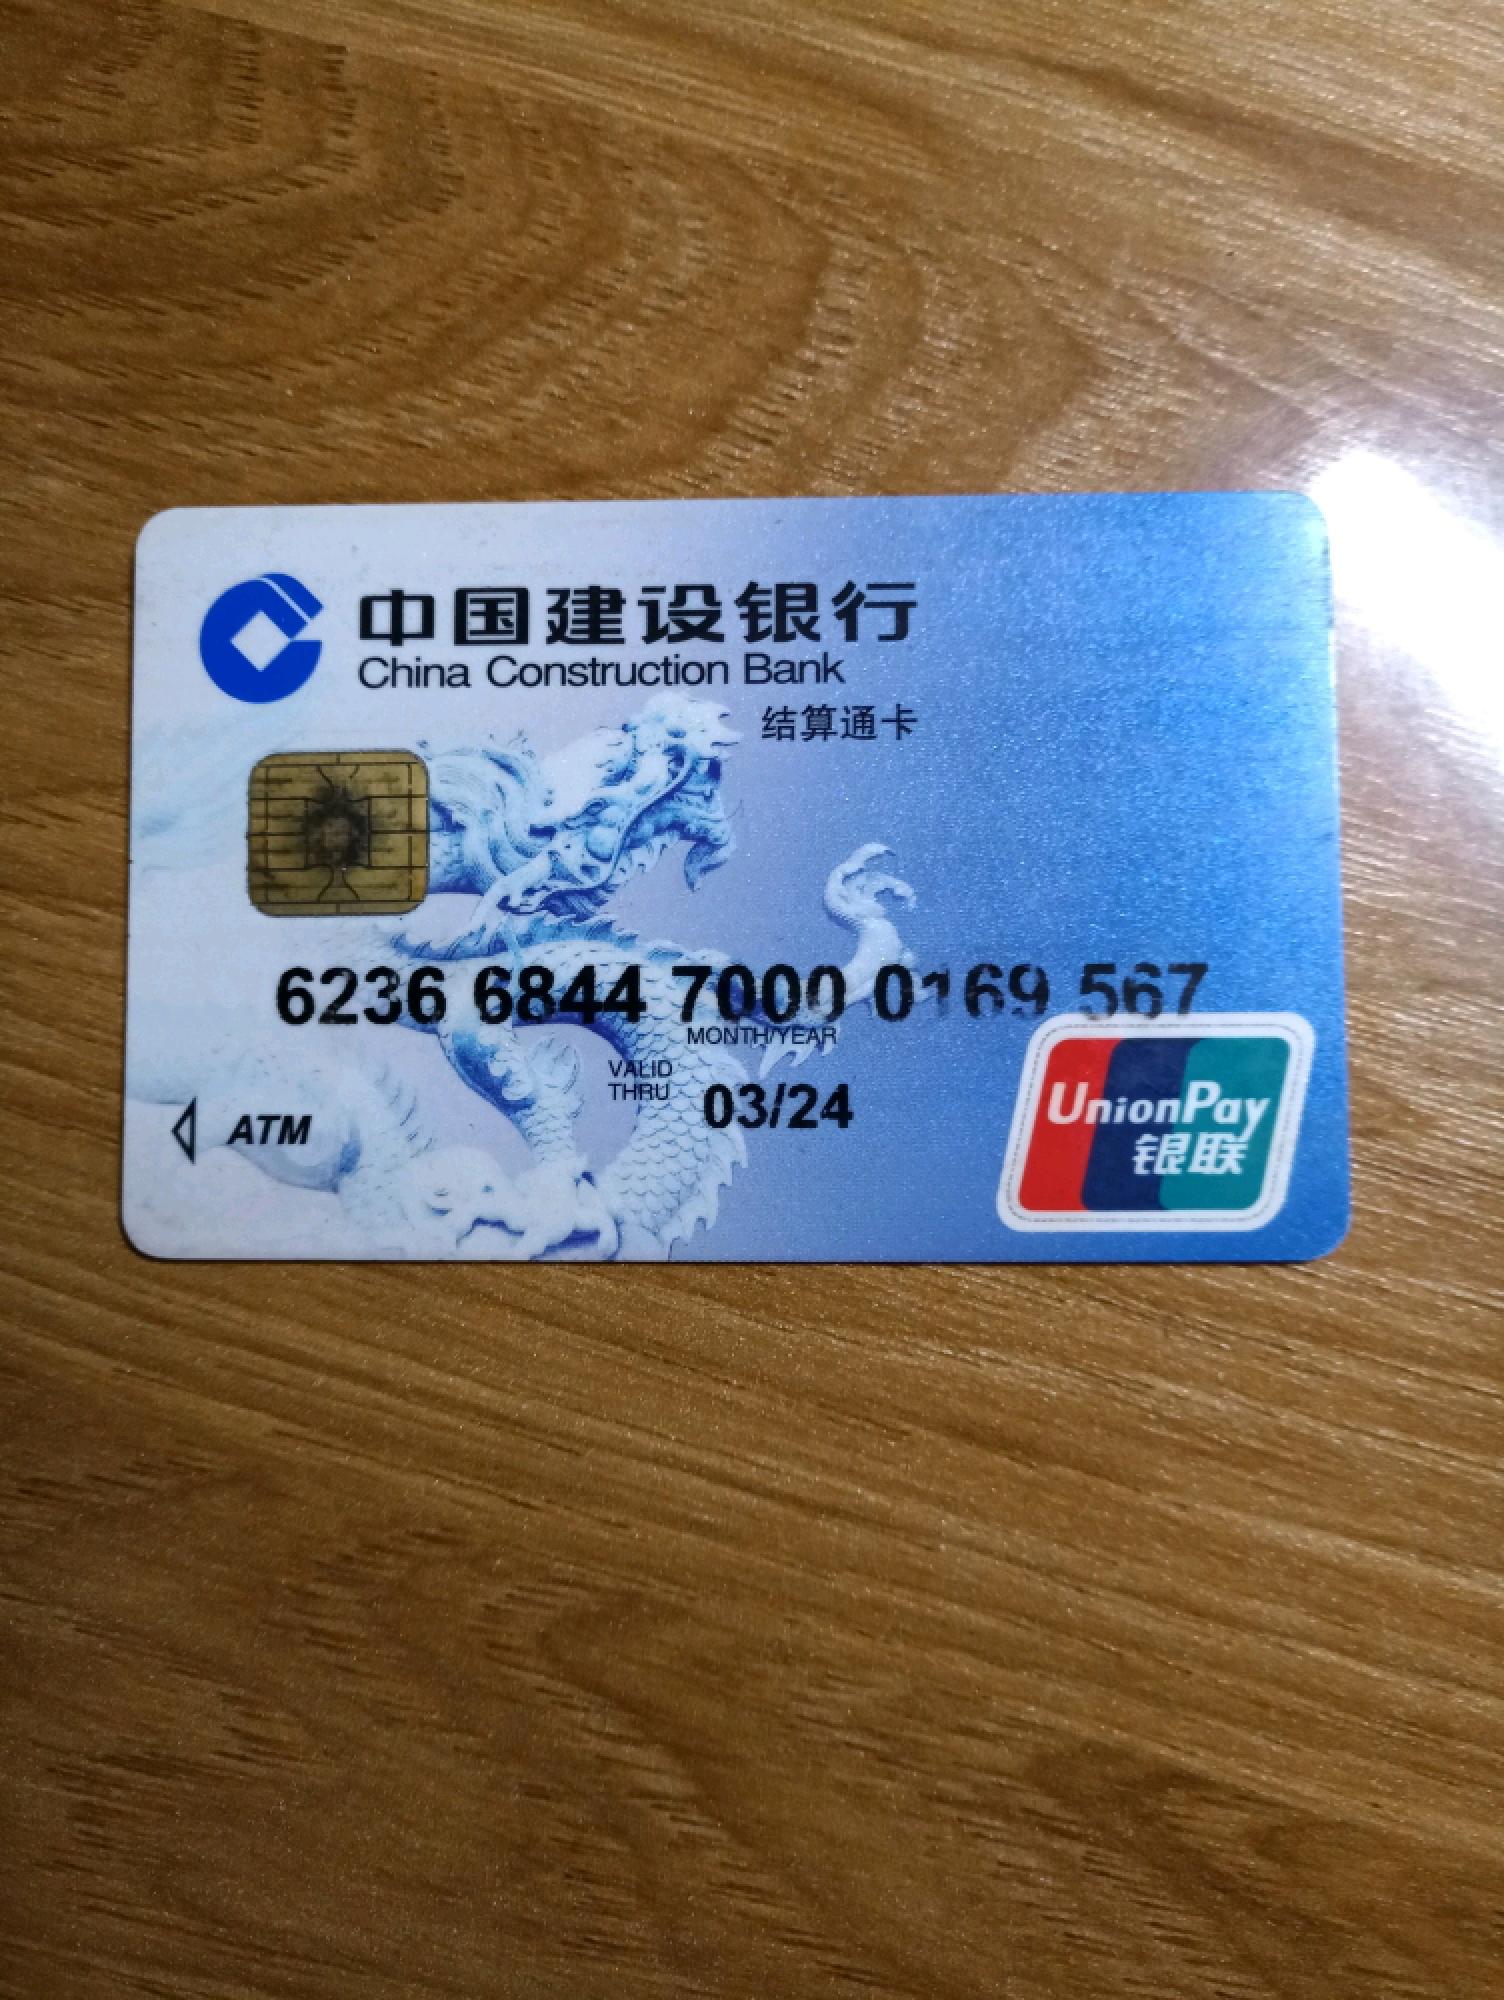 中国建设银行
China Construction Bank
结算通卡
6236 6844 7000 0169 567
MONTH/YEAR
VALID
THRU 03/24
ATM
UnionPay
银联